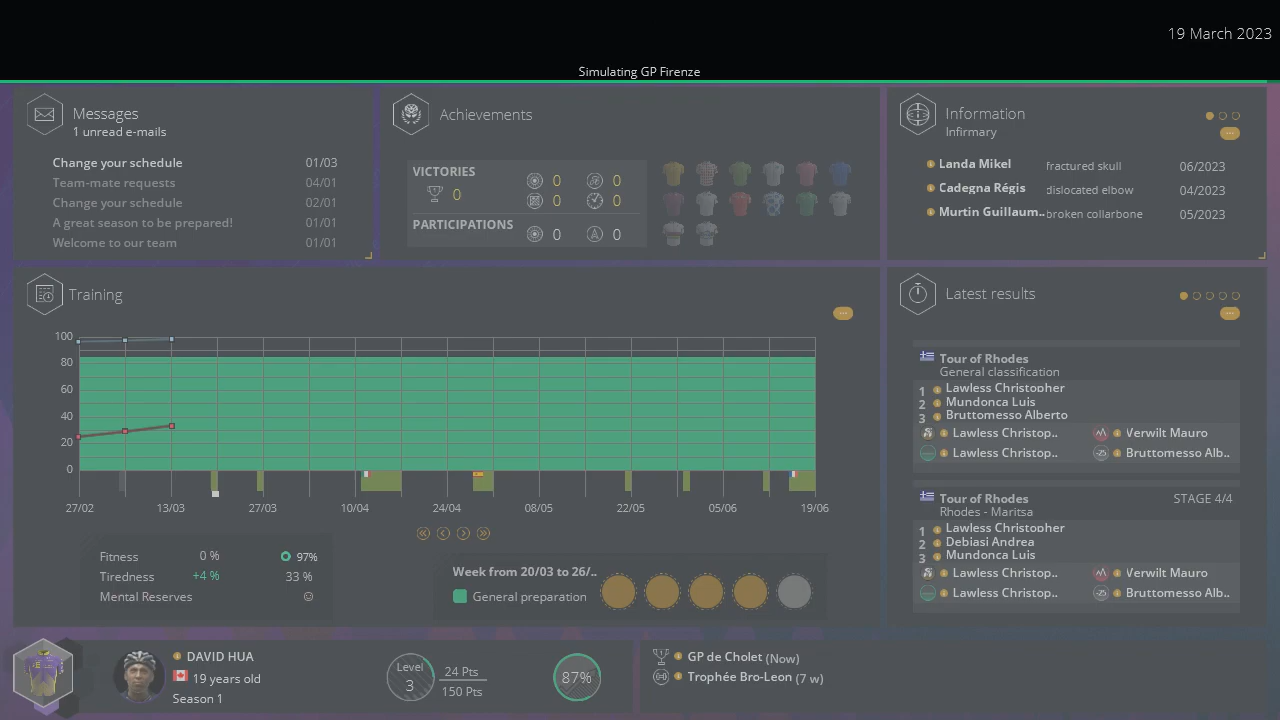 19 March 2023
Simulating GP Firenze
Messages
1 unread e-mails
Change your schedule 01/03
Team-mate requests 04/01
Change your schedule 02/01
A great season to be prepared! 01/01
Welcome to our team 01/01
Achievements
VICTORIES
0 0 0
0 0
PARTICIPATIONS
0 0
Information
Infirmary
Landa Mikel fractured skull 06/2023
Cadegna Régis dislocated elbow 04/2023
Murtin Guillaum.. broken collarbone 05/2023
Training
100
80
60
40
20
0
27/02 13/03 27/03 10/04 24/04 08/05 22/05 05/06 19/06
Fitness 0 % 97%
Tiredness +4 % 33 %
Mental Reserves
Week from 20/03 to 26/..
General preparation
Latest results
Tour of Rhodes
General classification
1 Lawless Christopher
2 Mundonca Luis
3 Bruttomesso Alberto
Lawless Christop.. Verwilt Mauro
Lawless Christop.. -25 Bruttomesso Alb..
Tour of Rhodes STAGE 4/4
Rhodes - Maritsa
1 Lawless Christopher
2 Debiasi Andrea
3 Mundonca Luis
Lawless Christop.. Verwilt Mauro
Lawless Christop.. -25 Bruttomesso Alb..
DAVID HUA
19 years old
Season 1
Level
3
24 Pts
150 Pts
87%
GP de Cholet (Now)
Trophée Bro-Leon (7 w)